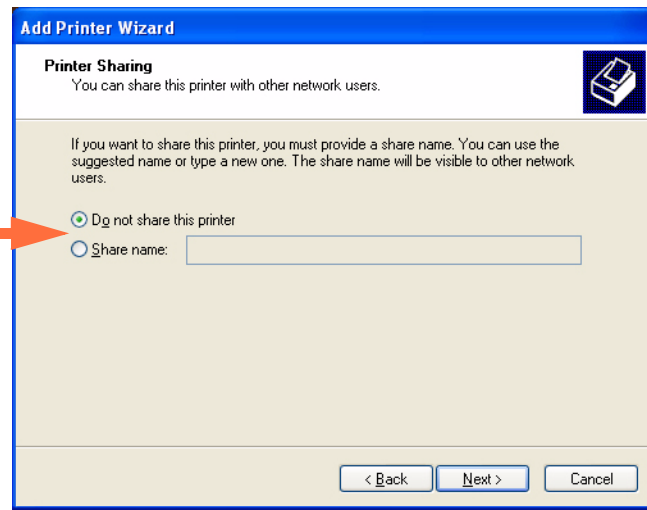 Add Printer Wizard
Printer Sharing
You can share this printer with other network users.
If you want to share this printer, you must provide a share name. You can use the
suggested name or type a new one. The share name will be visible to other network
users.
Do not share this printer
Share name:
< Back Next > Cancel